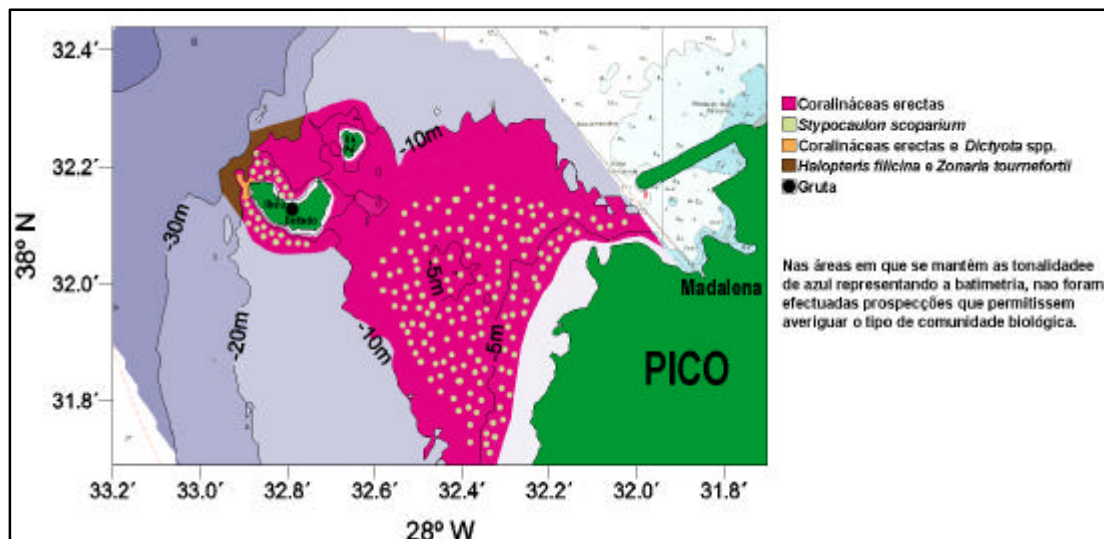 32.4′
32.2′
32.0′
31.8′
38º N
33.2′ 33.0′ 32.8′ 32.6′ 32.4′ 32.2′ 32.0′ 31.8′
28º W
-30m
-20m
-10m
-10m
-5m
-5m
Deitado
Madalena
PICO
Coralináceas erectas
Stypocaulon scoparium
Coralináceas erectas e Dictyota spp.
Halopteris filicina e Zonaria tournefortii
Gruta
Nas áreas em que se mantêm as tonalidadee
de azul representando a batimetria, nao foram
efectuadas prospecções que permitissem
averiguar o tipo de comunidade biológica.